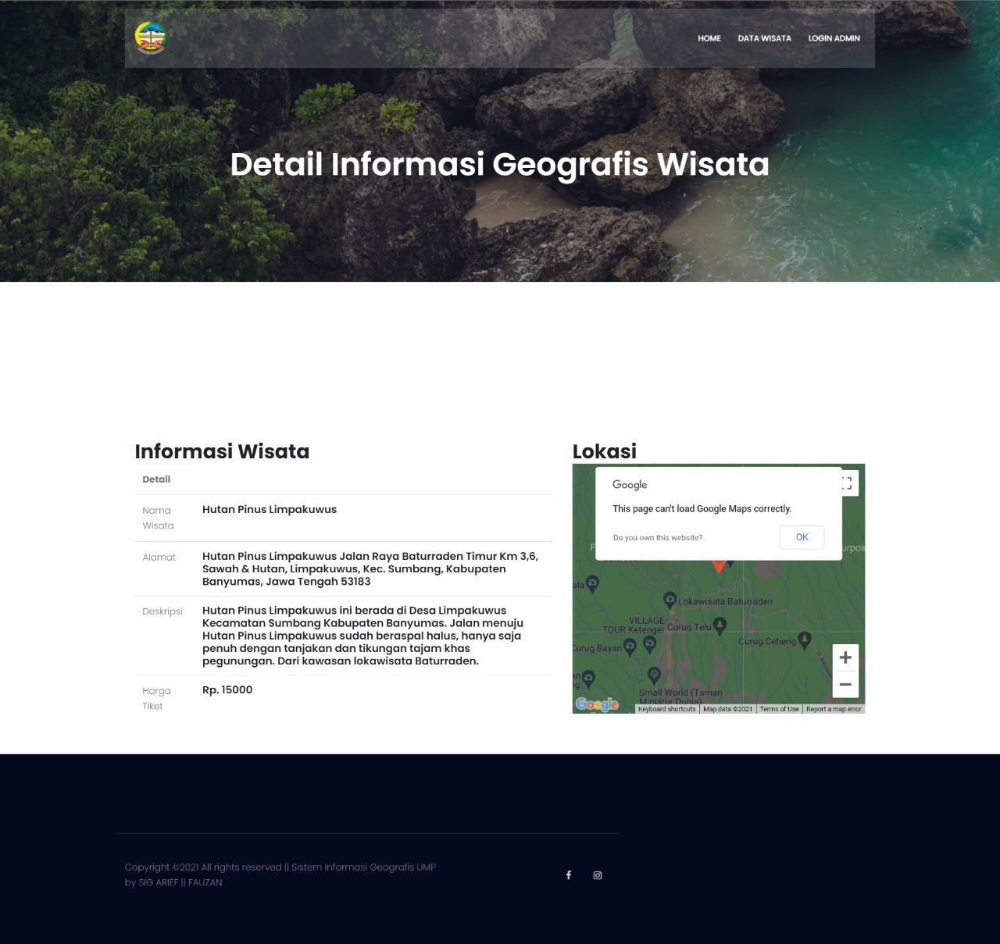 HOME DATA WISATA LOGIN ADMIN
Detail Informasi Geografis Wisata
Informasi Wisata
Detail
Nama
Wisata
Hutan Pinus Limpakuwus
Alamat
Hutan Pinus Limpakuwus Jalan Raya Baturraden Timur Km 3,6,
Sawah & Hutan, Limpakuwus, Kec. Sumbang, Kabupaten
Banyumas, Jawa Tengah 53183
Deskripsi
Hutan Pinus Limpakuwus ini berada di Desa Limpakuwus
Kecamatan Sumbang Kabupaten Banyumas. Jalan menuju
Hutan Pinus Limpakuwus sudah beraspal halus, hanya saja
penuh dengan tanjakan dan tikungan tajam khas
pegunungan. Dari kawasan lokawisata Baturraden.
Harga
Tiket
Rp. 15000
Lokasi
Google
This page can't load Google Maps correctly.
Do you own this website?
OK
Lokawisata Baturraden
VILLAGE
TOUR Ketenger
Curug Telu
Curug Ceheng
Curug Bayan
Small World (Taman
Miniatur Dunia)
Google
Keyboard shortcuts
Map data ©2021
Terms of Use
Report a map error
Copyright ©2021 All rights reserved || Sistem Informasi Geografis UMP
by SIG ARIEF || FAUZAN